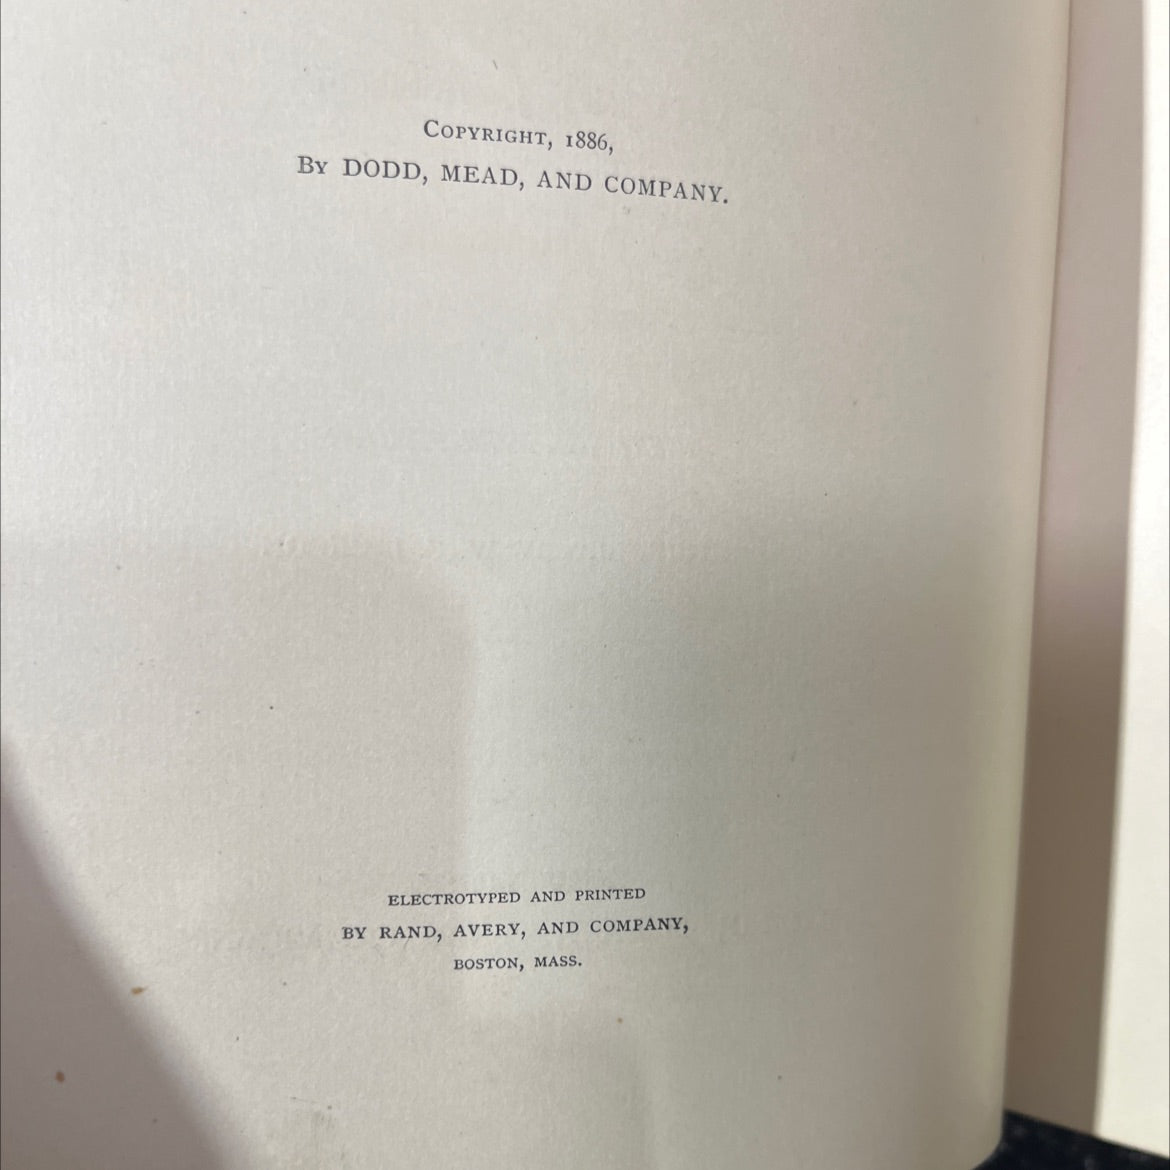 Copyright, 1886,
By DODD, MEAD, AND COMPANY.
ELECTROTYPED AND PRINTED
BY RAND, AVERY, AND COMPANY,
BOSTON, MASS.